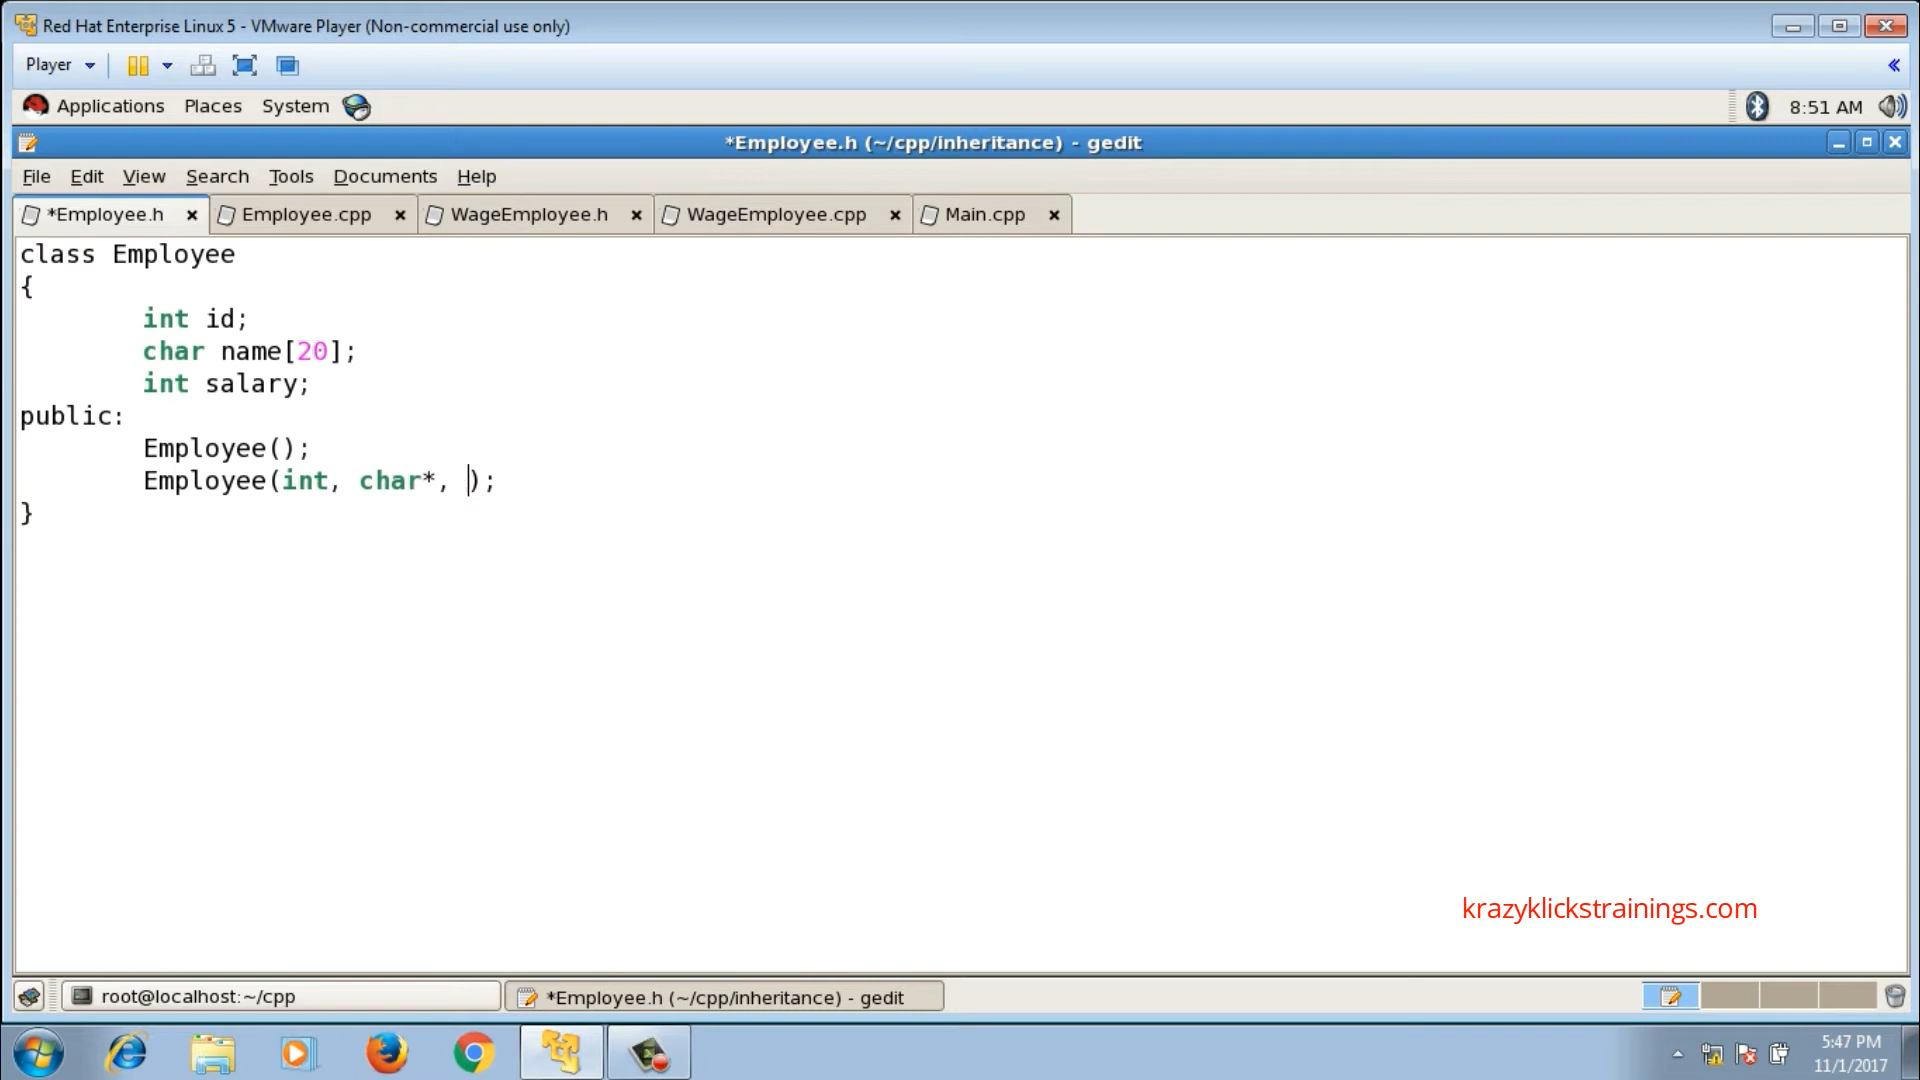 Red Hat Enterprise Linux 5 - VMware Player (Non-commercial use only)
Player
Applications Places System 8:51 AM
*Employee.h (~/cpp/inheritance) - gedit
File Edit View Search Tools Documents Help
*Employee.h Employee.cpp WageEmployee.h WageEmployee.cpp Main.cpp
class Employee
{
int id;
char name[20];
int salary;
public:
Employee();
Employee(int, char*, );
}
krazyklickstrainings.com
root@localhost:~/cpp *Employee.h (~/cpp/inheritance) - gedit
5:47 PM
11/1/2017